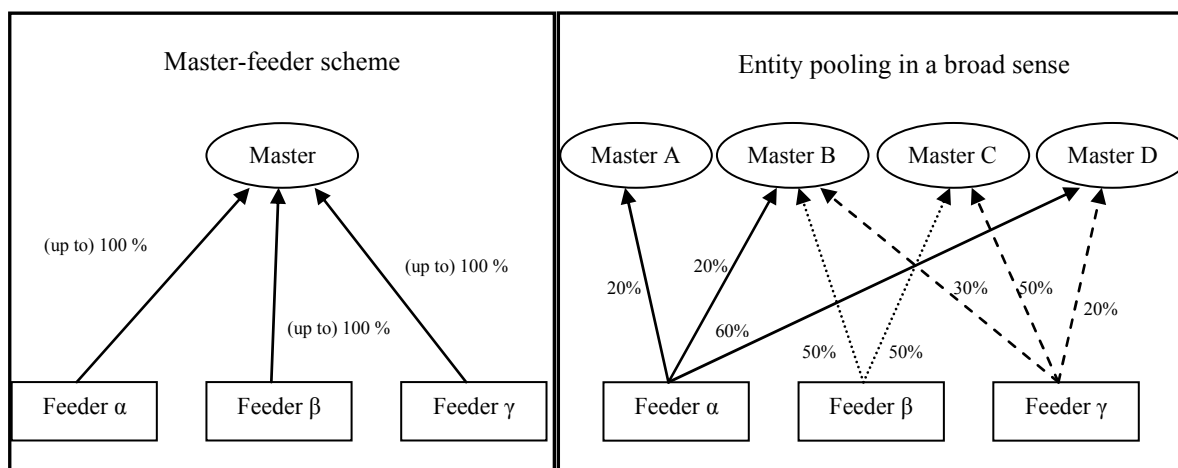 Master-feeder scheme
Master
(up to) 100 %
(up to) 100 %
(up to) 100 %
Feeder α
Feeder β
Feeder γ
Entity pooling in a broad sense
Master A
Master B
Master C
Master D
20%
20%
60%
50%
50%
30%
50%
20%
Feeder α
Feeder β
Feeder γ